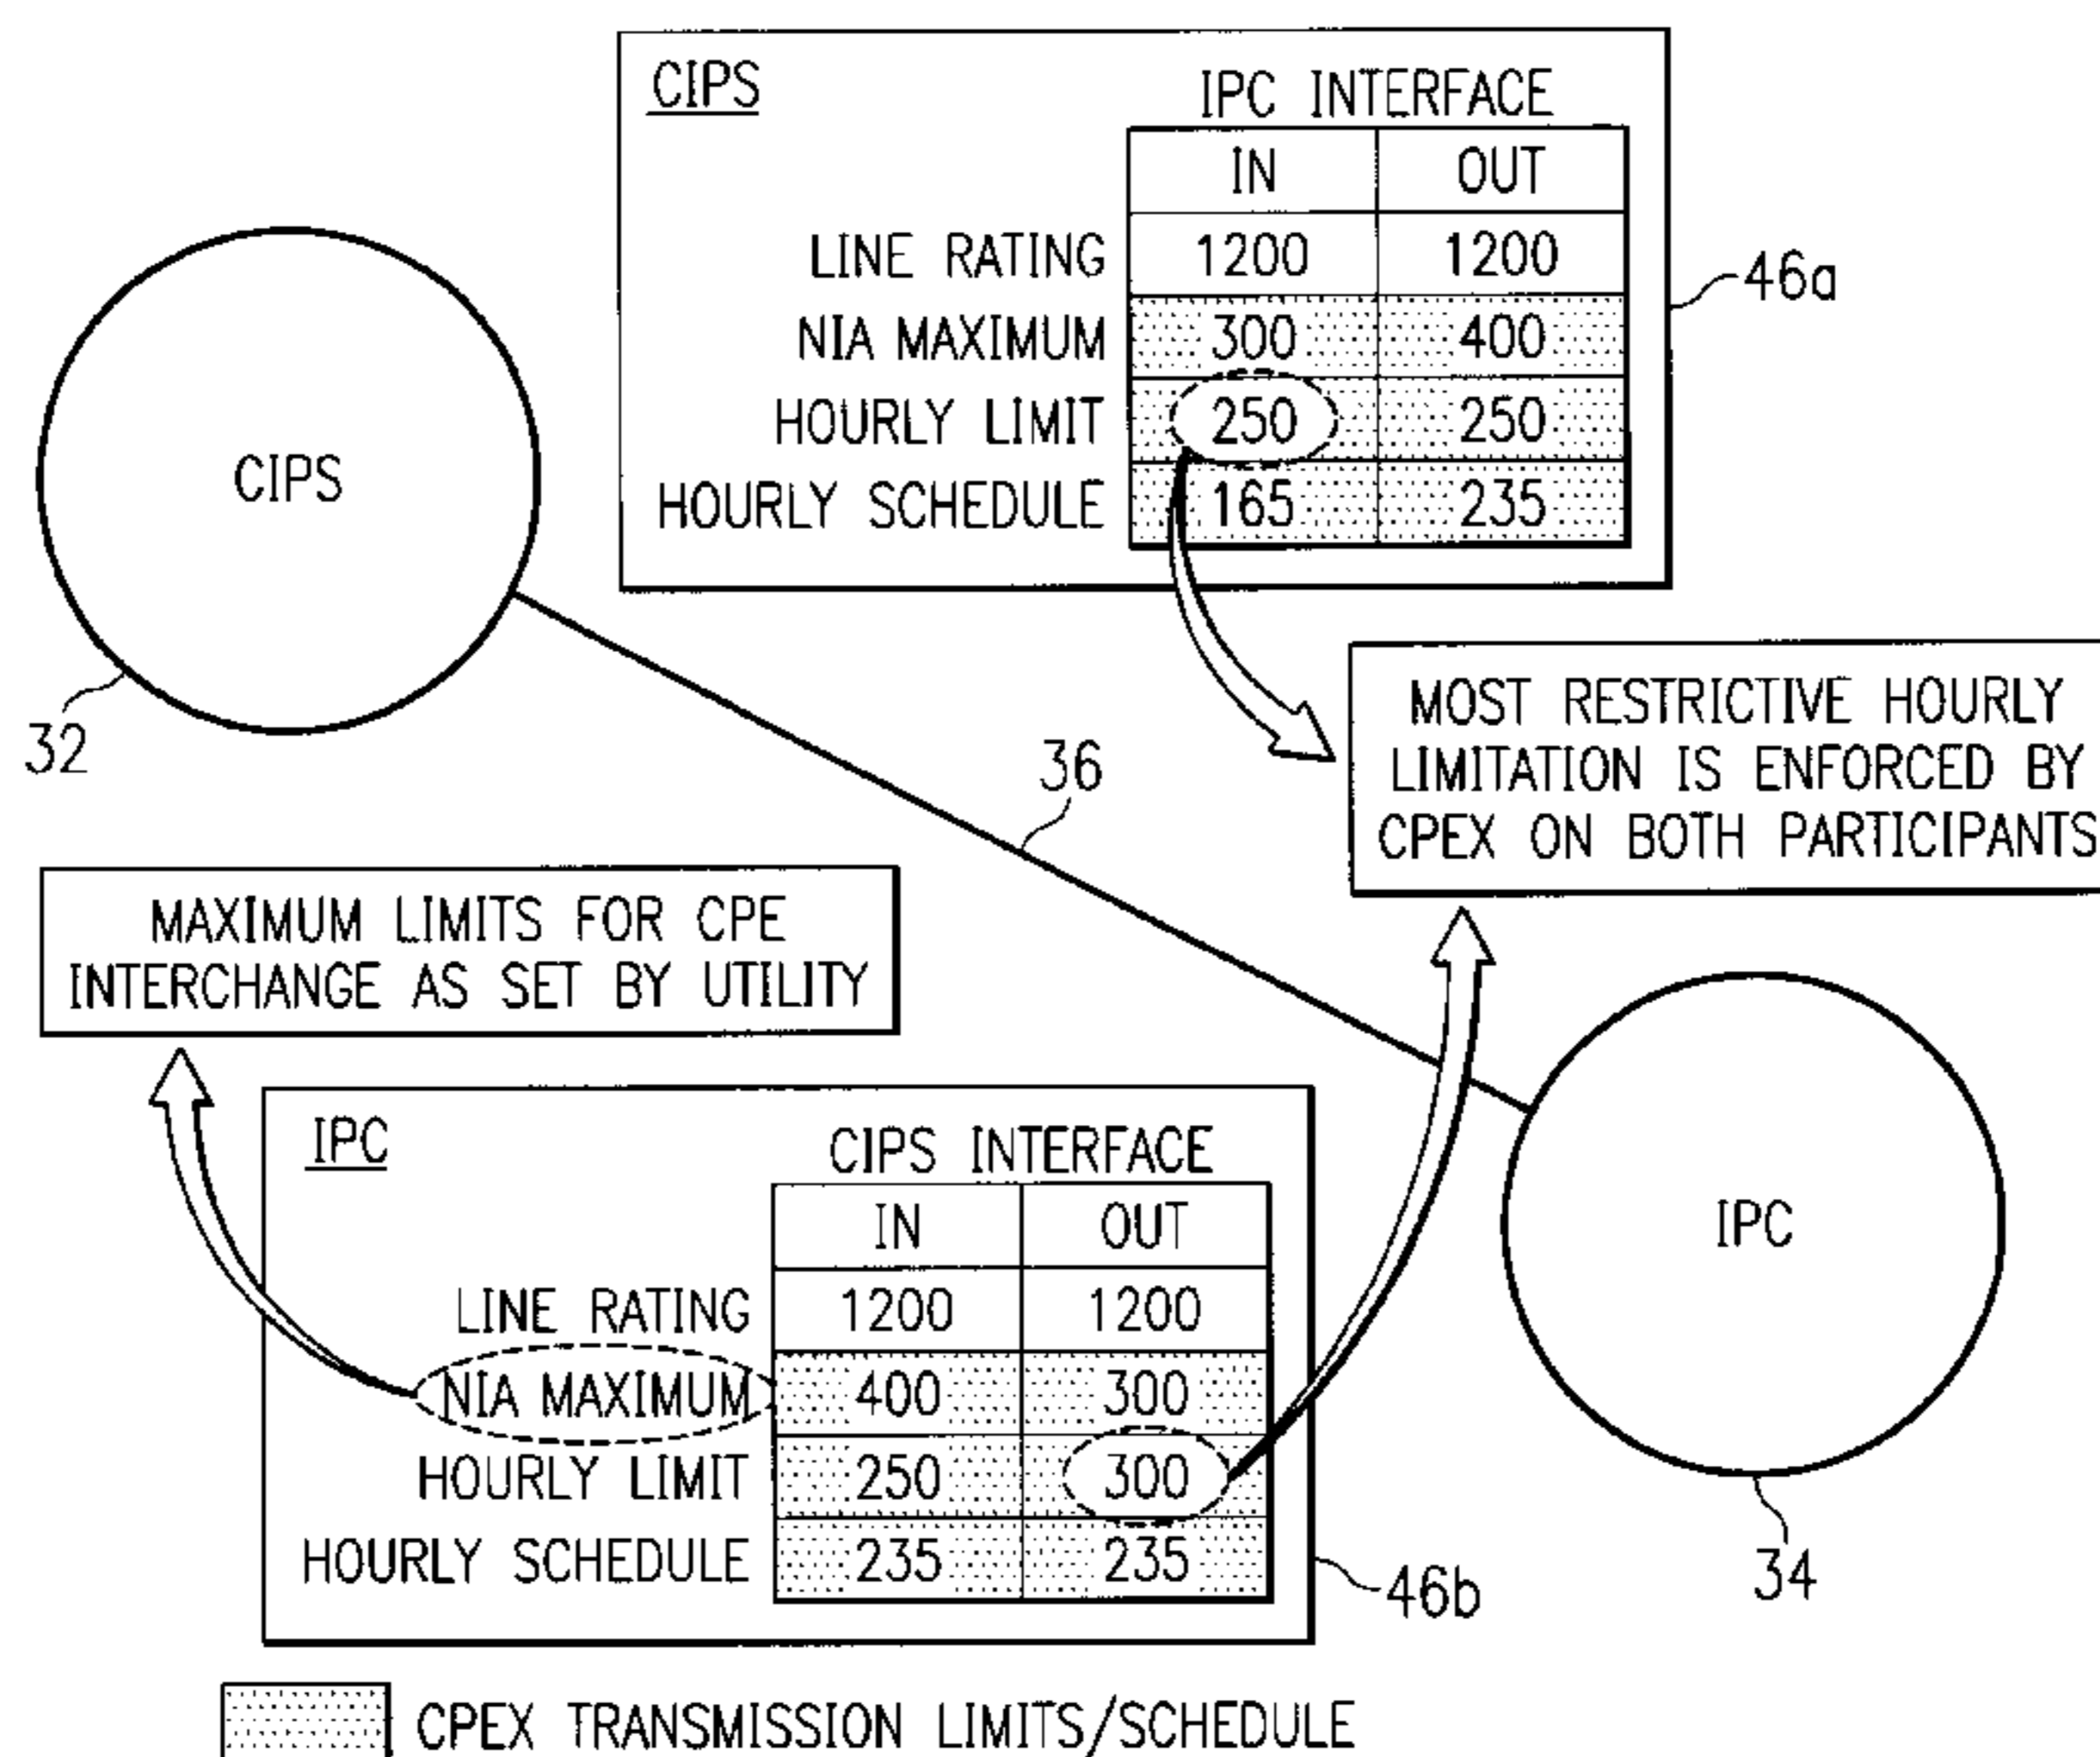 CIPS
IPC INTERFACE
IN OUT
LINE RATING 1200 1200
NIA MAXIMUM 300 400
HOURLY LIMIT 250 250
HOURLY SCHEDULE 165 235
46a
CIPS
32
36
MOST RESTRICTIVE HOURLY
LIMITATION IS ENFORCED BY
CPEX ON BOTH PARTICIPANTS
MAXIMUM LIMITS FOR CPE
INTERCHANGE AS SET BY UTILITY
IPC
CIPS INTERFACE
IN OUT
LINE RATING 1200 1200
NIA MAXIMUM 400 300
HOURLY LIMIT 250 300
HOURLY SCHEDULE 235 235
46b
IPC
34
CPEX TRANSMISSION LIMITS/SCHEDULE